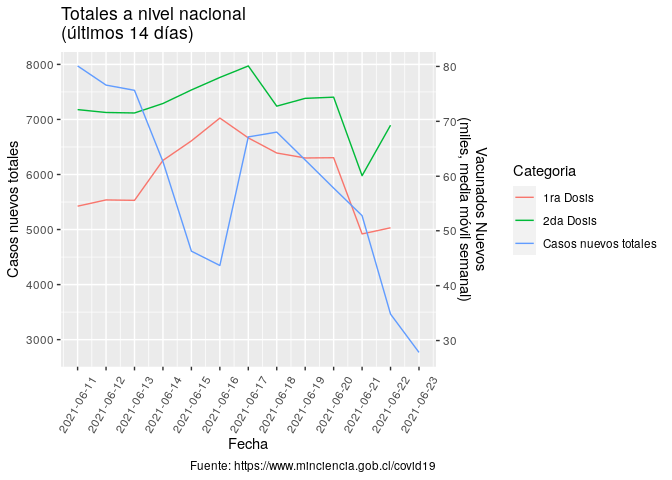 Totales a nivel nacional
(últimos 14 días)
Casos nuevos totales
8000
7000
6000
5000
4000
3000
80
70
60
50
40
30
Vacunados Nuevos
(miles, media móvil semanal)
2021-06-11
2021-06-12
2021-06-13
2021-06-14
2021-06-15
2021-06-16
2021-06-17
2021-06-18
2021-06-19
2021-06-20
2021-06-21
2021-06-22
2021-06-23
Fecha
Categoria
1ra Dosis
2da Dosis
Casos nuevos totales
Fuente: https://www.minciencia.gob.cl/covid19